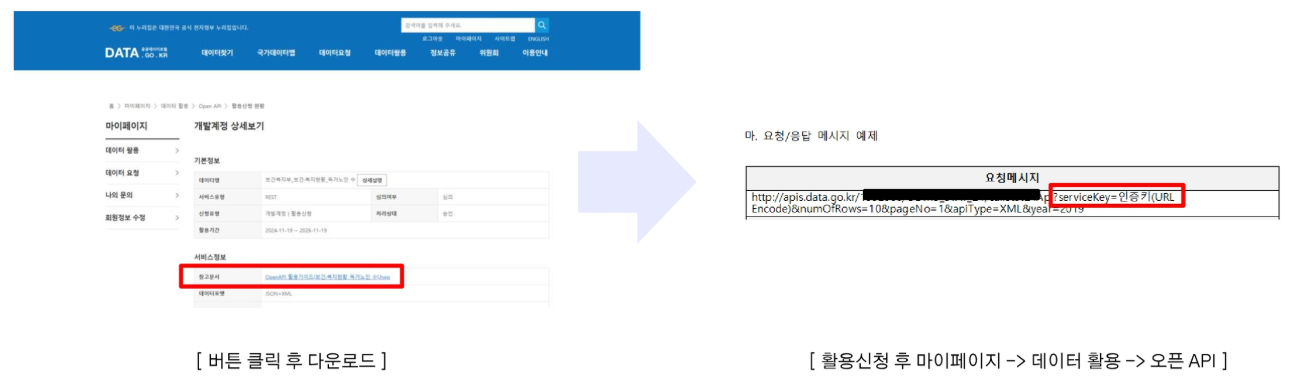 이 누리집은 대한민국 공식 전자정부 누리집입니다.
검색어를 입력해 주세요
로그아웃 마이페이지 사이트맵 ENGLISH
DATA 공공데이터포털 .GO.KR
데이터찾기 국가데이터맵 데이터요청 데이터활용 정보공유 위원회 이용안내
홈 > 마이페이지 > 데이터 활용 > Open API > 활용신청 현황
마이페이지
데이터 활용 >
데이터 요청 >
나의 문의 >
회원정보 수정 >
개발계정 상세보기
기본정보
데이터명 보건복지부_보건·복지현황_독거노인 수 상세설명
서비스유형 REST 심의여부 심의
신청유형 개발계정 | 활용신청 처리상태 승인
활용기간 2024-11-19 ~ 2026-11-19
서비스정보
참고문서 OpenAPI 활용가이드(보건·복지현황_독거노인 수).hwp
데이터포맷 JSON+XML
[ 버튼 클릭 후 다운로드 ]
마. 요청/응답 메시지 예제
요청메시지
http://apis.data.go.kr/ ?serviceKey=인증키(URL
Encode)&numOfRows=10&pageNo=1&apiType=XML&year=2019
[ 활용신청 후 마이페이지 -> 데이터 활용 -> 오픈 API ]